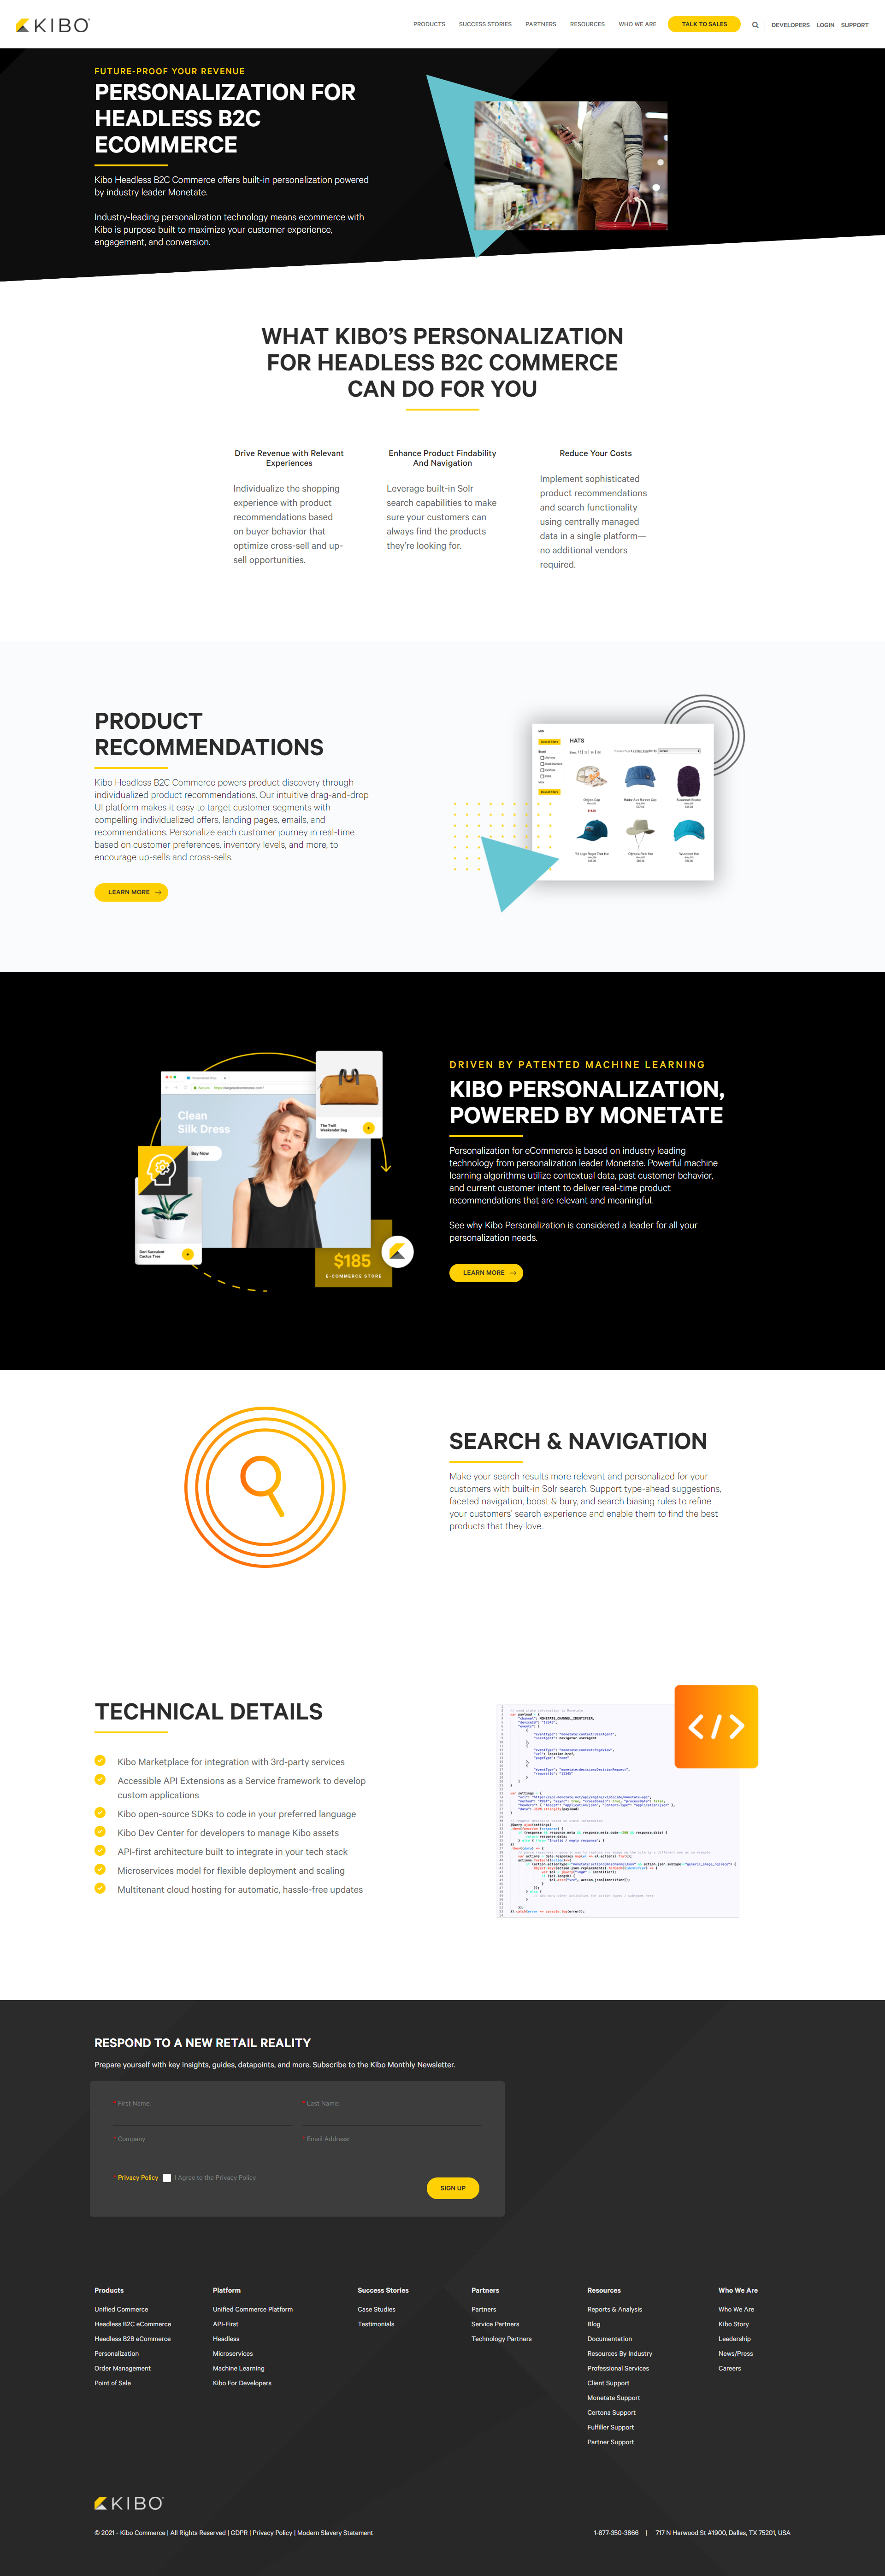 KIBO
PRODUCTS
SUCCESS STORIES
PARTNERS
RESOURCES
WHO WE ARE
TALK TO SALES
DEVELOPERS
LOGIN
SUPPORT
FUTURE-PROOF YOUR REVENUE
PERSONALIZATION FOR
HEADLESS B2C
ECOMMERCE
Kibo Headless B2C Commerce offers built-in personalization powered
by industry leader Monetate.
Industry-leading personalization technology means ecommerce with
Kibo is purpose built to maximize your customer experience,
engagement, and conversion.
WHAT KIBO’S PERSONALIZATION
FOR HEADLESS B2C COMMERCE
CAN DO FOR YOU
Drive Revenue with Relevant
Experiences
Individualize the shopping
experience with product
recommendations based
on buyer behavior that
optimize cross-sell and up-
sell opportunities.
Enhance Product Findability
And Navigation
Leverage built-in Solr
search capabilities to make
sure your customers can
always find the products
they’re looking for.
Reduce Your Costs
Implement sophisticated
product recommendations
and search functionality
using centrally managed
data in a single platform—
no additional vendors
required.
PRODUCT
RECOMMENDATIONS
Kibo Headless B2C Commerce powers product discovery through
individualized product recommendations. Our intuitive drag-and-drop
UI platform makes it easy to target customer segments with
compelling individualized offers, landing pages, emails, and
recommendations. Personalize each customer journey in real-time
based on customer preferences, inventory levels, and more, to
encourage up-sells and cross-sells.
LEARN MORE
HATS
Clean
Silk Dress
Buy Now
The Twill
Weekender Bag
Dori Succulent
Cactus Tree
$185
E-COMMERCE STORE
DRIVEN BY PATENTED MACHINE LEARNING
KIBO PERSONALIZATION,
POWERED BY MONETATE
Personalization for eCommerce is based on industry leading
technology from personalization leader Monetate. Powerful machine
learning algorithms utilize contextual data, past customer behavior,
and current customer intent to deliver real-time product
recommendations that are relevant and meaningful.
See why Kibo Personalization is considered a leader for all your
personalization needs.
LEARN MORE
SEARCH & NAVIGATION
Make your search results more relevant and personalized for your
customers with built-in Solr search. Support type-ahead suggestions,
faceted navigation, boost & bury, and search biasing rules to refine
your customers’ search experience and enable them to find the best
products that they love.
TECHNICAL DETAILS
Kibo Marketplace for integration with 3rd-party services
Accessible API Extensions as a Service framework to develop
custom applications
Kibo open-source SDKs to code in your preferred language
Kibo Dev Center for developers to manage Kibo assets
API-first architecture built to integrate in your tech stack
Microservices model for flexible deployment and scaling
Multitenant cloud hosting for automatic, hassle-free updates
</>
RESPOND TO A NEW RETAIL REALITY
Prepare yourself with key insights, guides, datapoints, and more. Subscribe to the Kibo Monthly Newsletter.
* First Name:
* Last Name:
* Company
* Email Address:
* Privacy Policy I Agree to the Privacy Policy
SIGN UP
Products
Unified Commerce
Headless B2C eCommerce
Headless B2B eCommerce
Personalization
Order Management
Point of Sale
Platform
Unified Commerce Platform
API-First
Headless
Microservices
Machine Learning
Kibo For Developers
Success Stories
Case Studies
Testimonials
Partners
Partners
Service Partners
Technology Partners
Resources
Reports & Analysis
Blog
Documentation
Resources By Industry
Professional Services
Client Support
Monetate Support
Certona Support
Fulfiller Support
Partner Support
Who We Are
Who We Are
Kibo Story
Leadership
News/Press
Careers
KIBO
© 2021 - Kibo Commerce | All Rights Reserved | GDPR | Privacy Policy | Modern Slavery Statement
1-877-350-3866 | 717 N Harwood St #1900, Dallas, TX 75201, USA